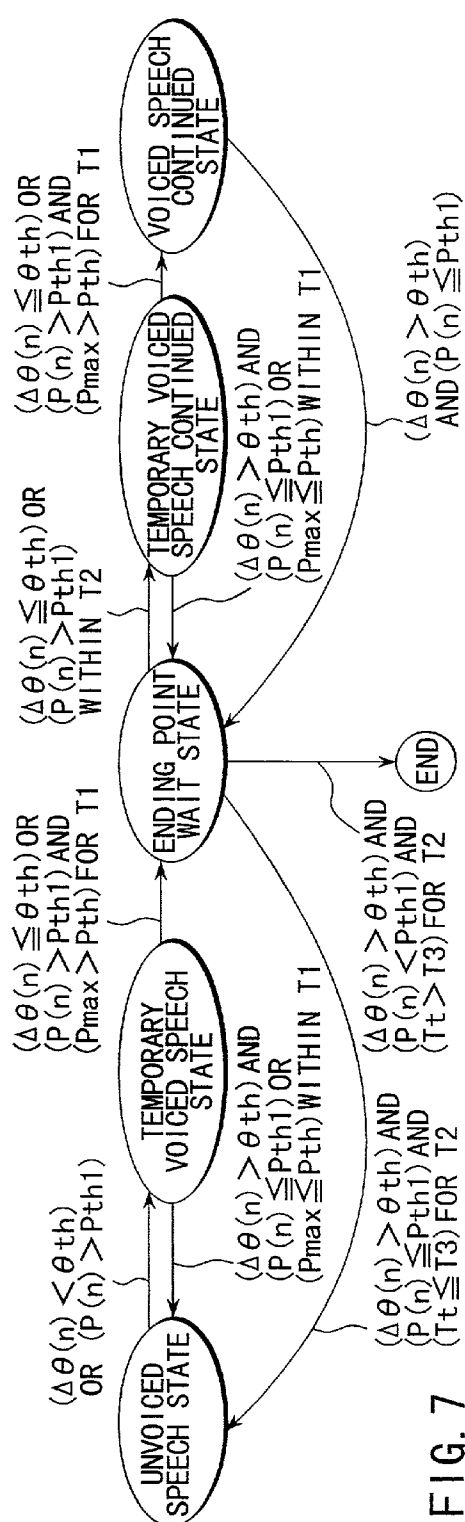 UNVOICED
SPEECH STATE
(Δθ(n)<θth)
OR (P(n)>Pth1)
TEMPORARY
VOICED SPEECH
STATE
(Δθ(n)>θth)AND
(P(n)≦Pth1)OR
(Pmax≦Pth)WITHIN T1
(Δθ(n)≦θth)OR
(P(n)>Pth1)AND
(Pmax>Pth)FOR T1
ENDING POINT
WAIT STATE
(Δθ(n)≦θth)OR
(P(n)>Pth1)
WITHIN T2
TEMPORARY VOICED
SPEECH CONTINUED
STATE
(Δθ(n)>θth)AND
(P(n)≦Pth1)OR
(Pmax≦Pth)WITHIN T1
(Δθ(n)≦θth)OR
(P(n)>Pth1)AND
(Pmax>Pth)FOR T1
VOICED SPEECH
CONTINUED
STATE
(Δθ(n)>θth)
AND(P(n)≦Pth1)
(Δθ(n)>θth)AND
(P(n)≦Pth1)AND
(Tt≦T3)FOR T2
(Δθ(n)>θth)AND
(P(n)<Pth1)AND
(Tt>T3)FOR T2
END
FIG. 7